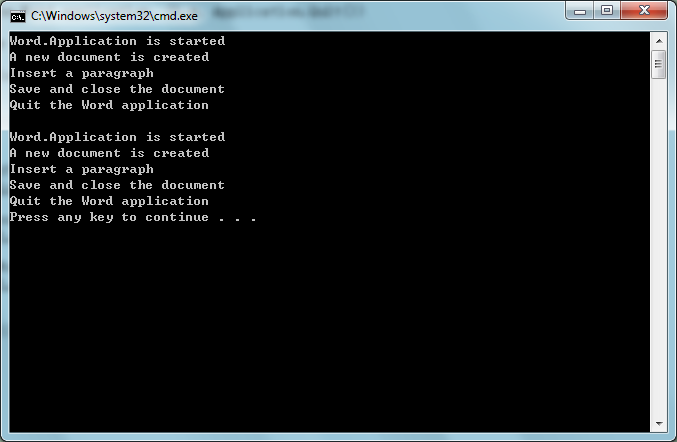 C:\Windows\system32\cmd.exe
Word.Application is started
A new document is created
Insert a paragraph
Save and close the document
Quit the Word application
Word.Application is started
A new document is created
Insert a paragraph
Save and close the document
Quit the Word application
Press any key to continue . . .